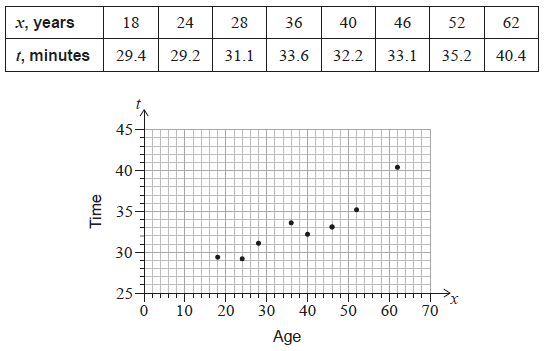 x, years 18 24 28 36 40 46 52 62
t, minutes 29.4 29.2 31.1 33.6 32.2 33.1 35.2 40.4
t
45
40
Time
35
30
25
0 10 20 30 40 50 60 70 x
Age